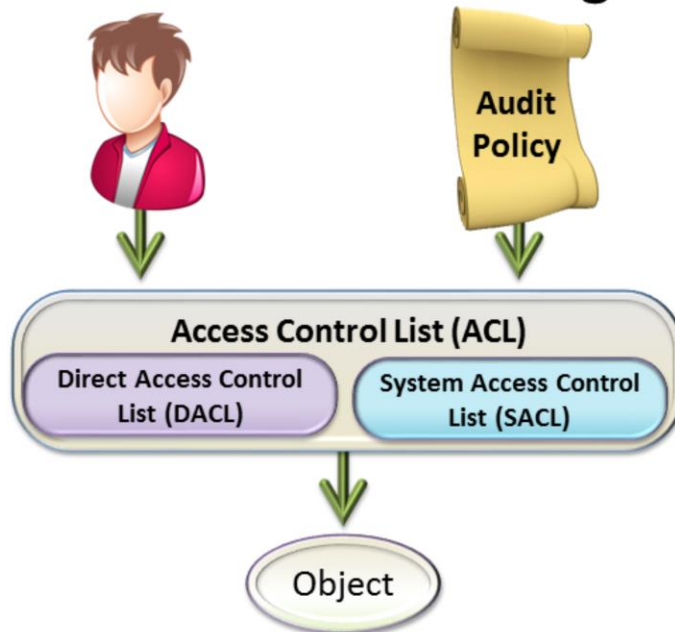 Audit
Policy
Access Control List (ACL)
Direct Access Control
List (DACL)
System Access Control
List (SACL)
Object